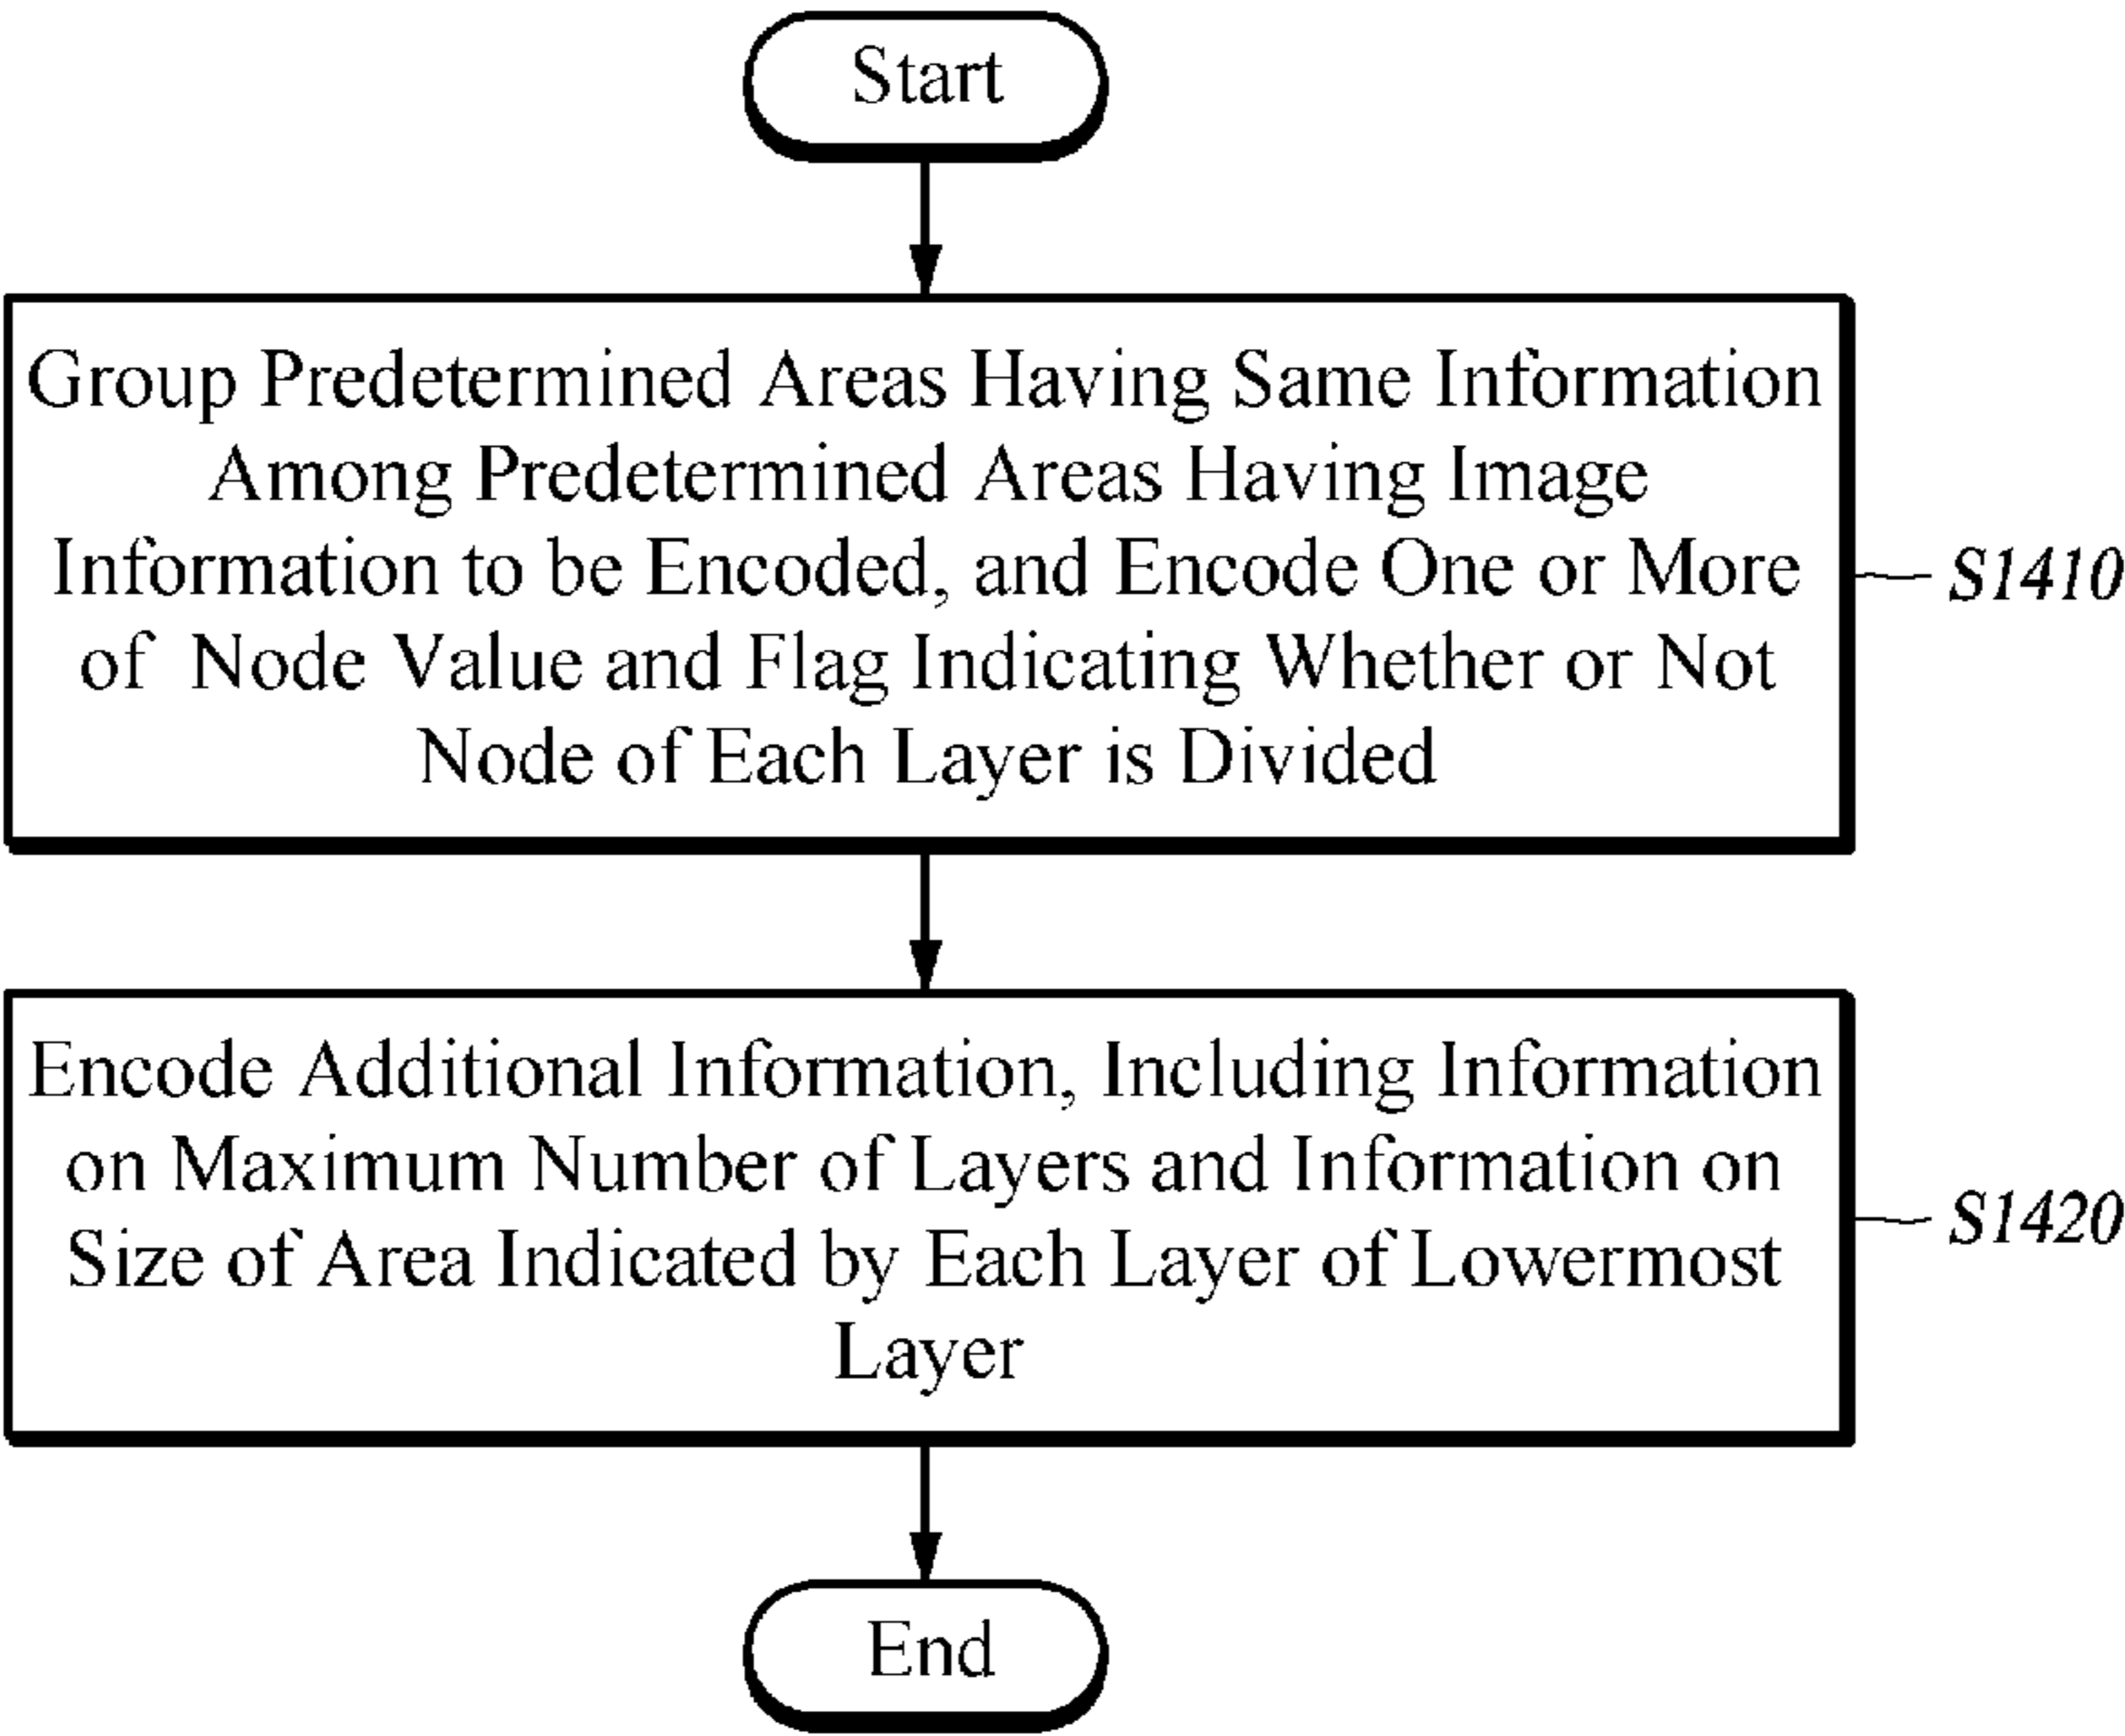 Start
Group Predetermined Areas Having Same Information
Among Predetermined Areas Having Image
Information to be Encoded, and Encode One or More
of Node Value and Flag Indicating Whether or Not
Node of Each Layer is Divided
S1410
Encode Additional Information, Including Information
on Maximum Number of Layers and Information on
Size of Area Indicated by Each Layer of Lowermost
Layer
S1420
End